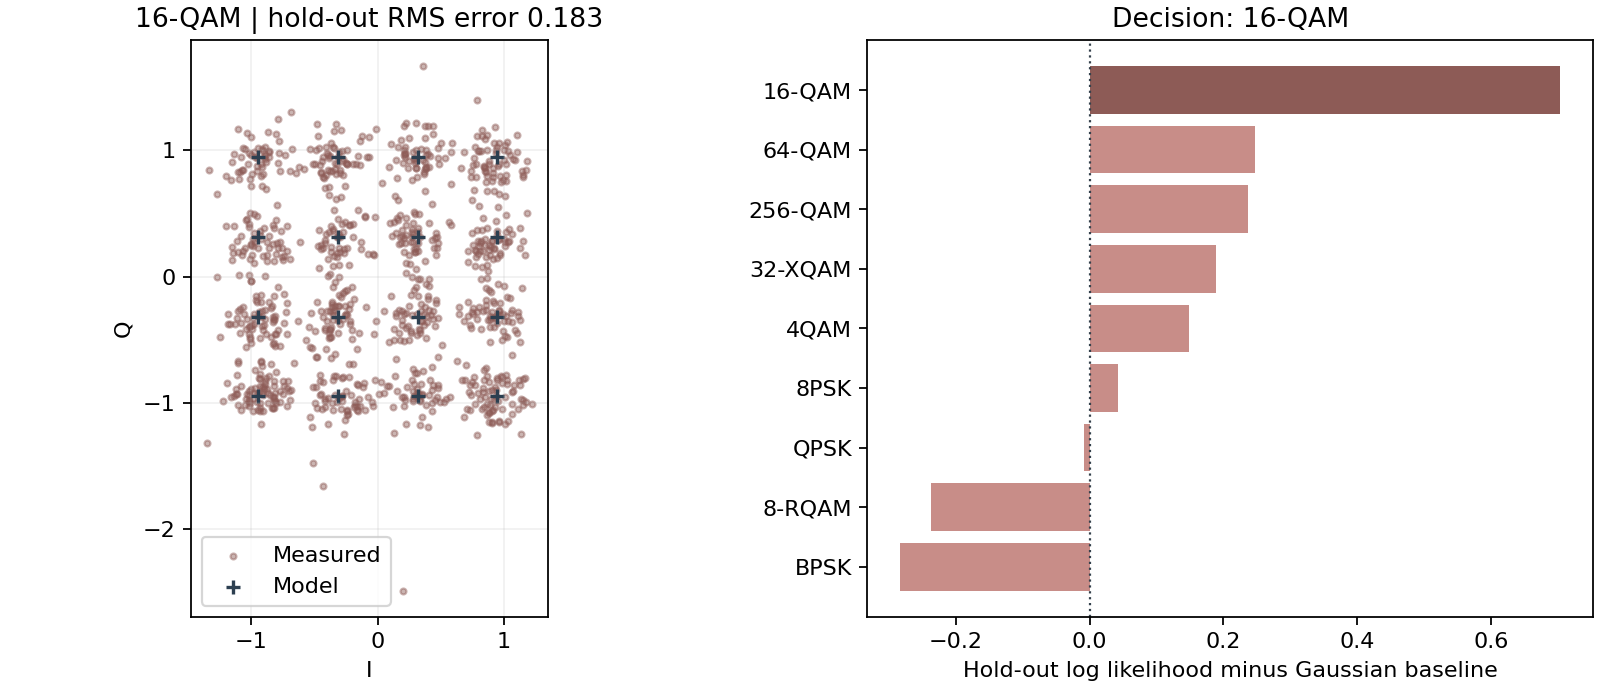 16-QAM | hold-out RMS error 0.183
1
0
−1
−2
Q
Measured
Model
−1
0
1
I
Decision: 16-QAM
16-QAM
64-QAM
256-QAM
32-XQAM
4QAM
8PSK
QPSK
8-RQAM
BPSK
−0.2
0.0
0.2
0.4
0.6
Hold-out log likelihood minus Gaussian baseline